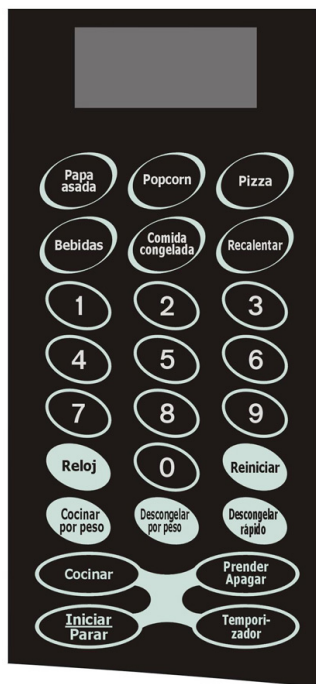 Papa
asada
Popcorn
Pizza
Bebidas
Comida
congelada
Recalentar
1 2 3
4 5 6
7 8 9
Reloj
0
Reiniciar
Cocinar
por peso
Descongelar
por peso
Descongelar
rápido
Cocinar
Prender
Apagar
Iniciar
Parar
Tempori-
zador